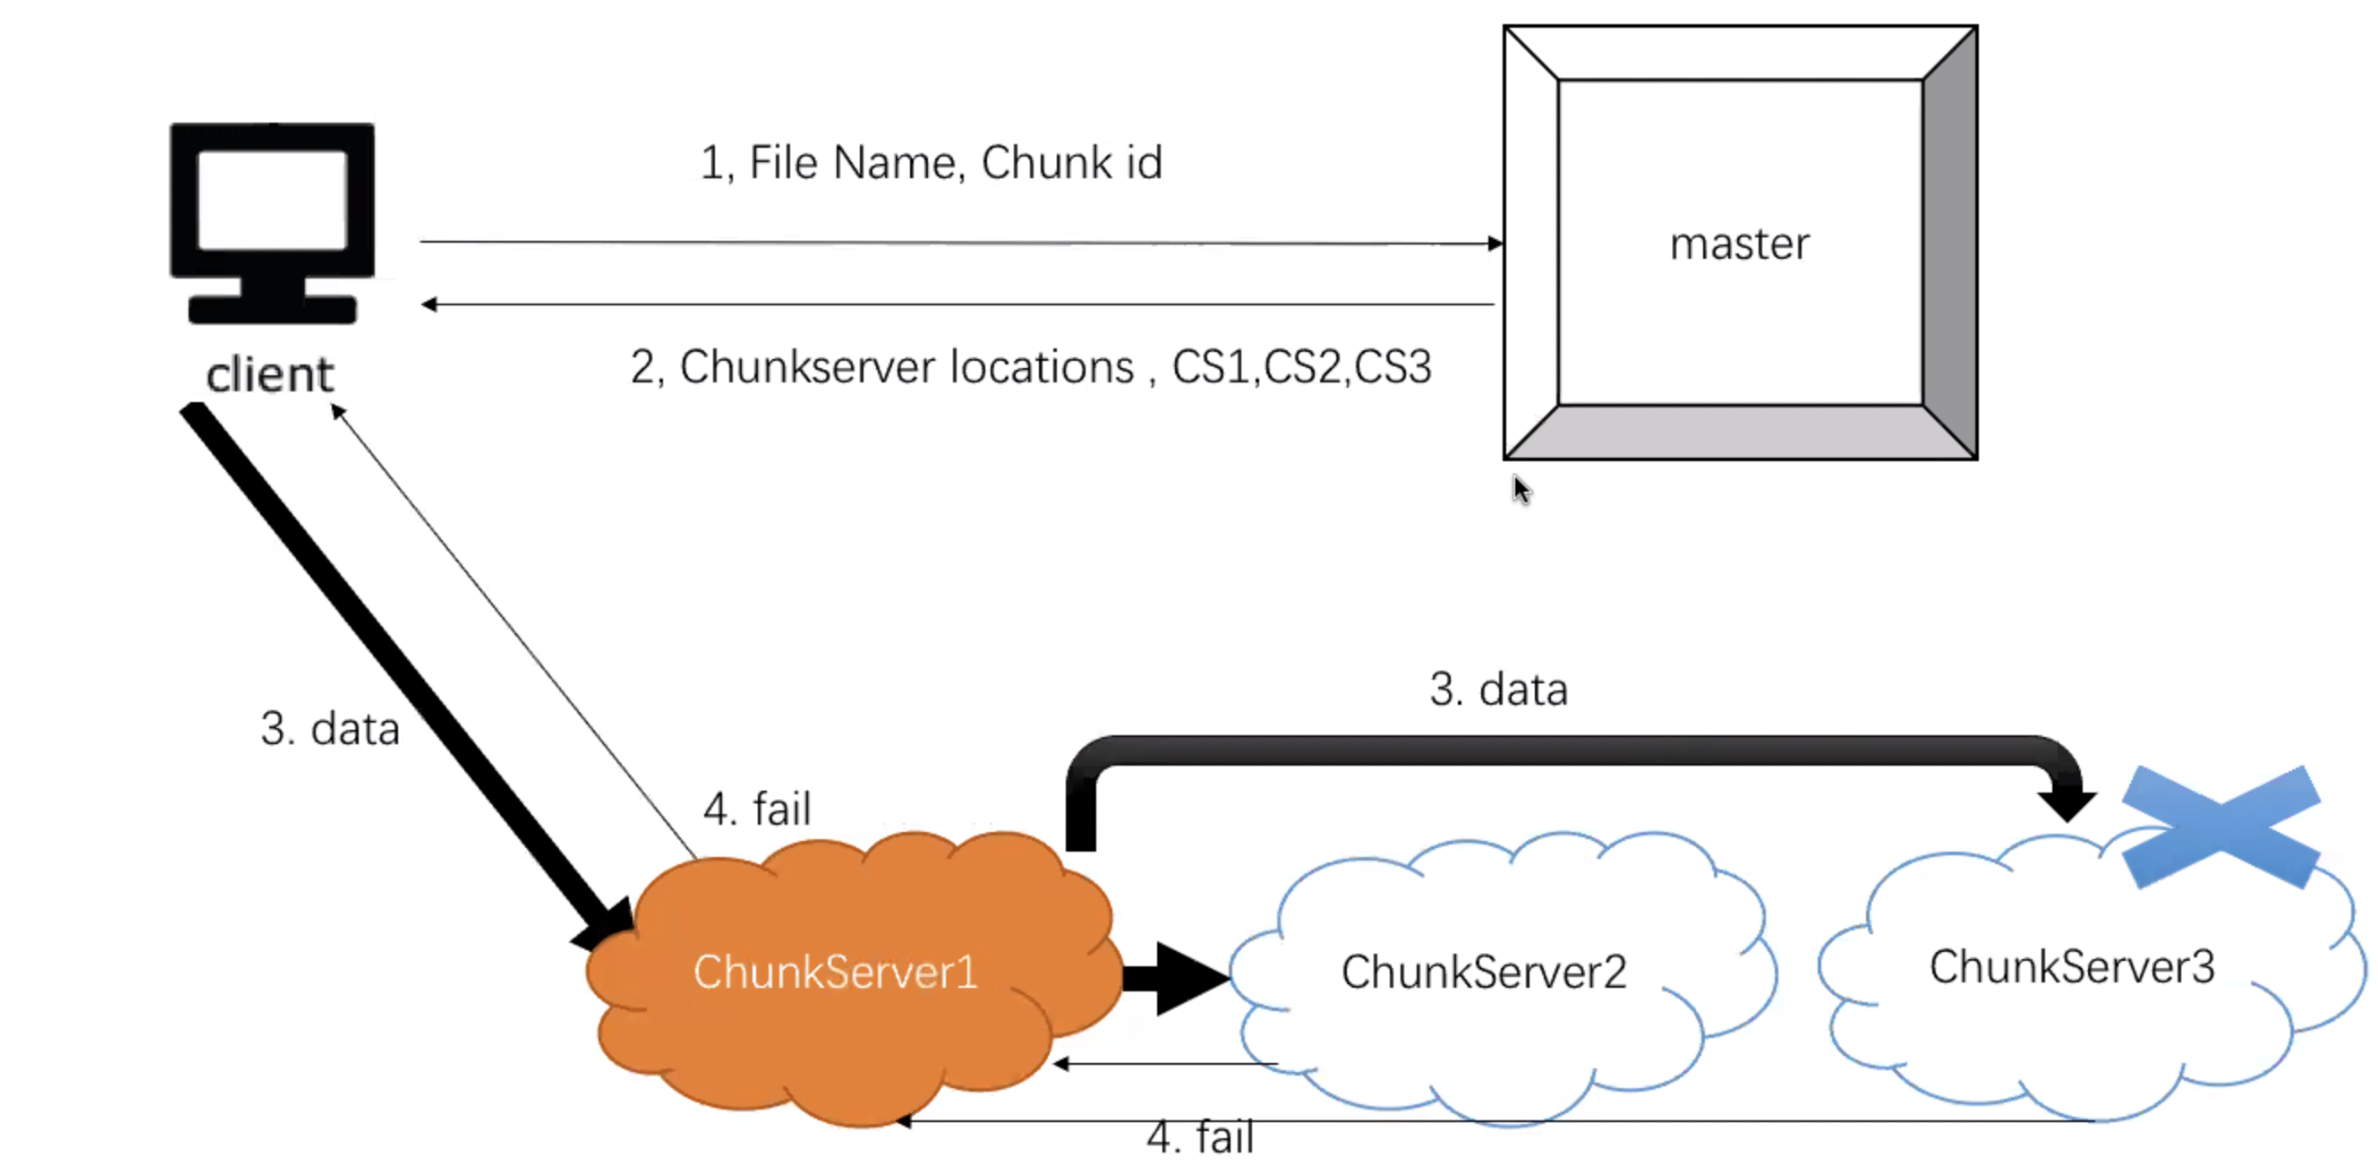 1, File Name, Chunk id
master
2, Chunkserver locations , CS1,CS2,CS3
client
3. data
3. data
4. fail
ChunkServer1
ChunkServer2
ChunkServer3
4. fail